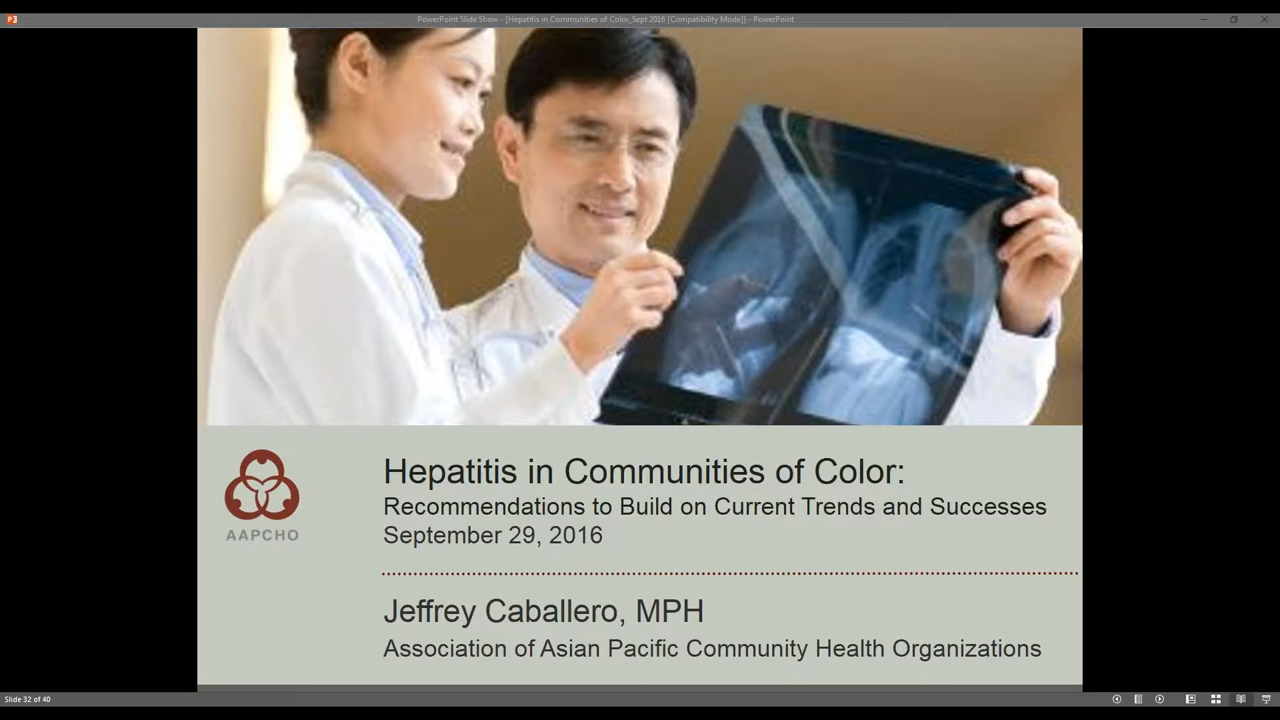 PowerPoint Slide Show - [Hepatitis in Communities of Color_Sept 2016 [Compatibility Mode]] - PowerPoint
AAPCHO
Hepatitis in Communities of Color:
Recommendations to Build on Current Trends and Successes
September 29, 2016
Jeffrey Caballero, MPH
Association of Asian Pacific Community Health Organizations
Slide 32 of 40